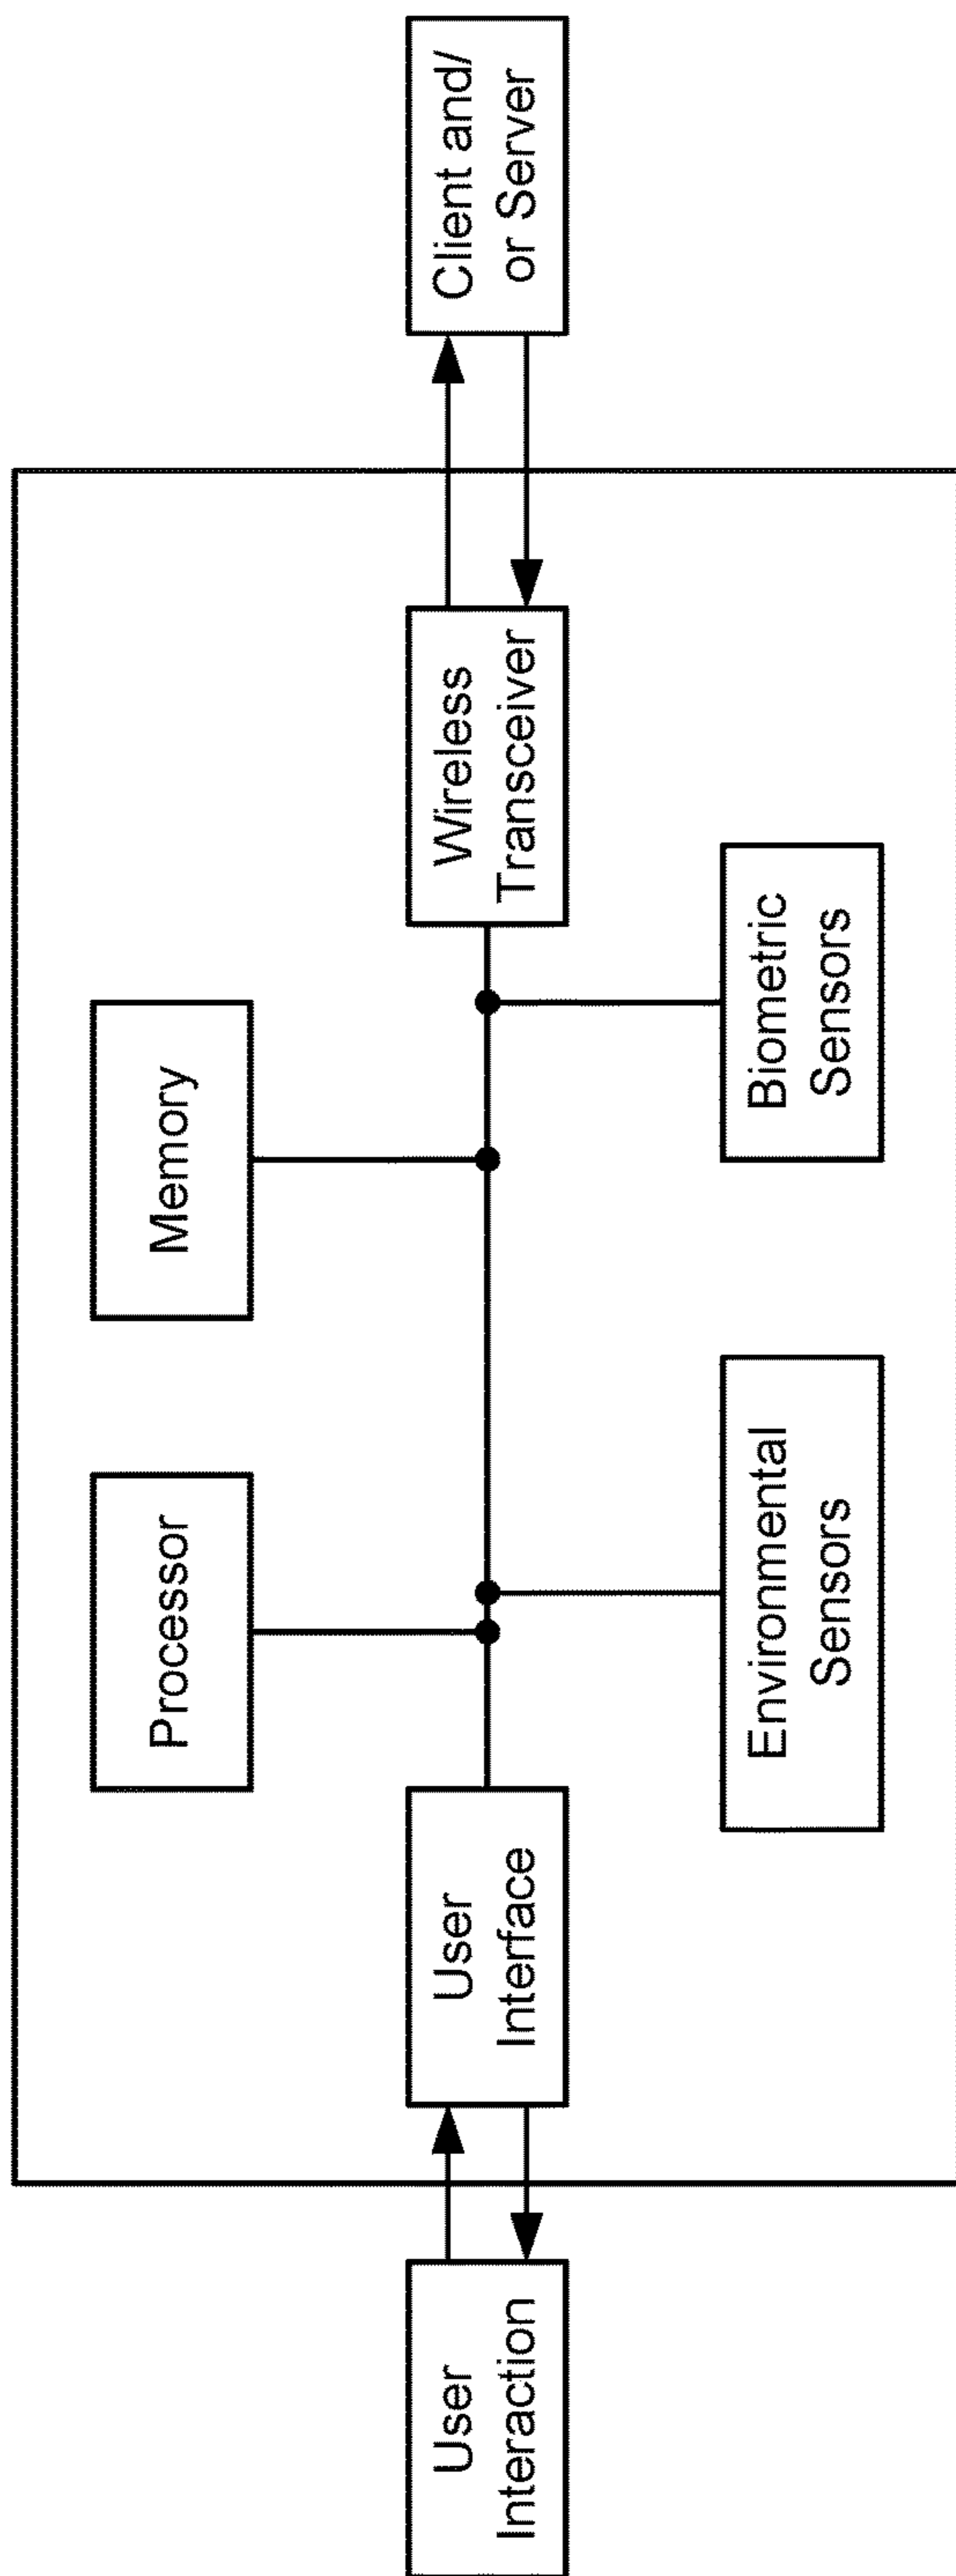 Processor
Memory
User
Interaction
User
Interface
Wireless
Transceiver
Client and/
or Server
Environmental
Sensors
Biometric
Sensors